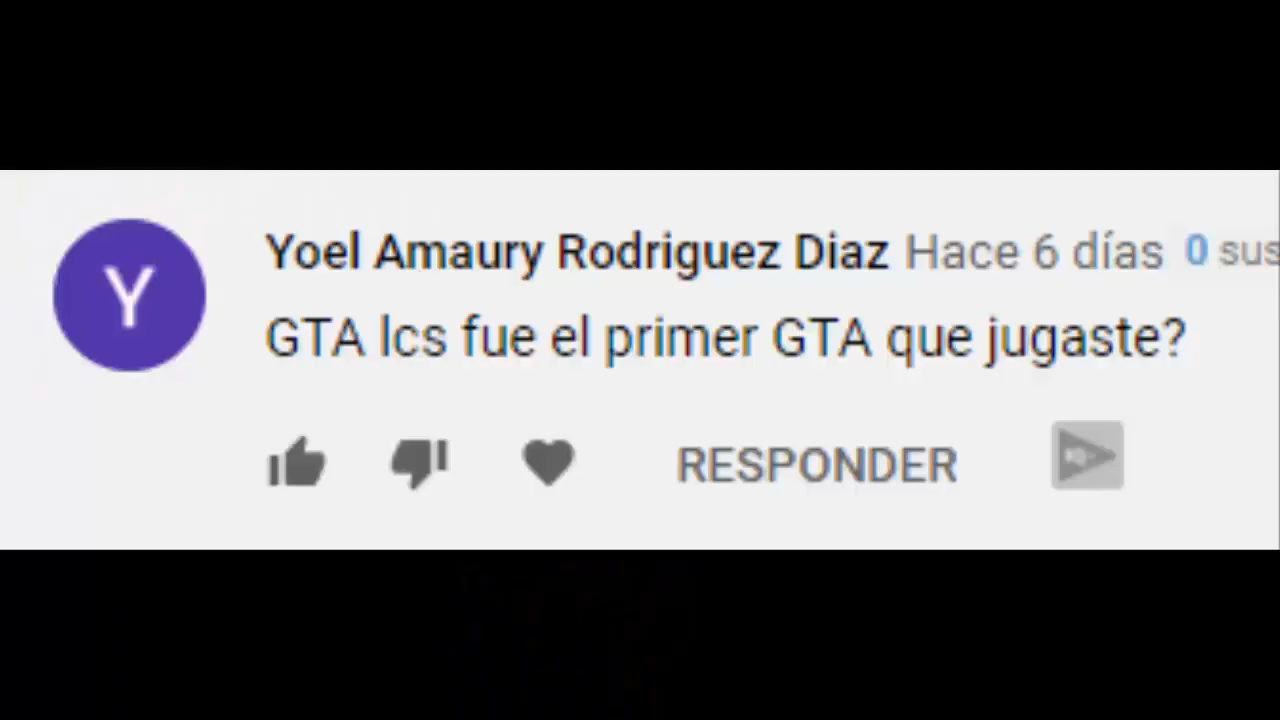 Y
Yoel Amaury Rodriguez Diaz Hace 6 días 0 sus
GTA lcs fue el primer GTA que jugaste?
RESPONDER